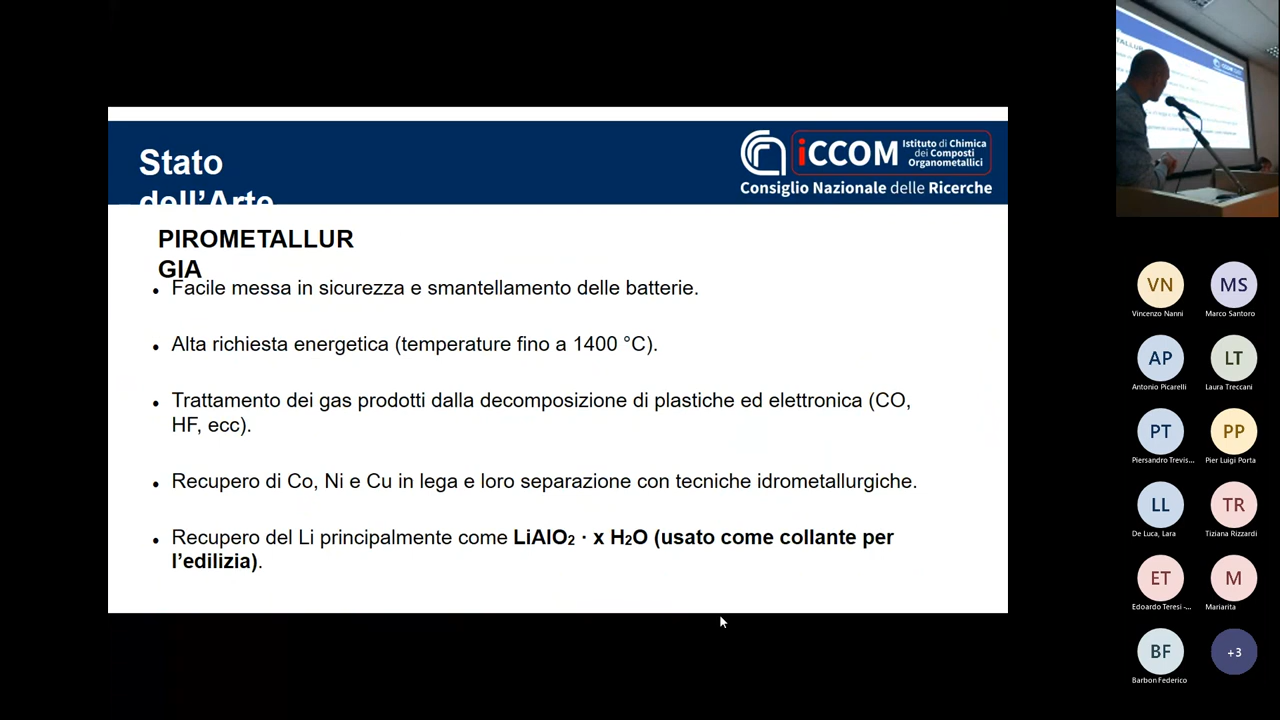 Stato
dell'Arte
iCCOM
Istituto di Chimica
dei Composti
Organometallici
Consiglio Nazionale delle Ricerche
PIROMETALLUR
GIA
• Facile messa in sicurezza e smantellamento delle batterie.
• Alta richiesta energetica (temperature fino a 1400 °C).
• Trattamento dei gas prodotti dalla decomposizione di plastiche ed elettronica (CO,
HF, ecc).
• Recupero di Co, Ni e Cu in lega e loro separazione con tecniche idrometallurgiche.
• Recupero del Li principalmente come LiAlO₂ · x H₂O (usato come collante per
l'edilizia).
VN
MS
Vincenzo Nanni
Marco Santoro
AP
LT
Antonio Picarelli
Laura Treccani
PT
PP
Piersandro Trevis...
Pier Luigi Porta
LL
TR
De Luca, Lara
Tiziana Rizzardi
ET
M
Edoardo Teresi -...
Mariarita
BF
+3
Barbon Federico